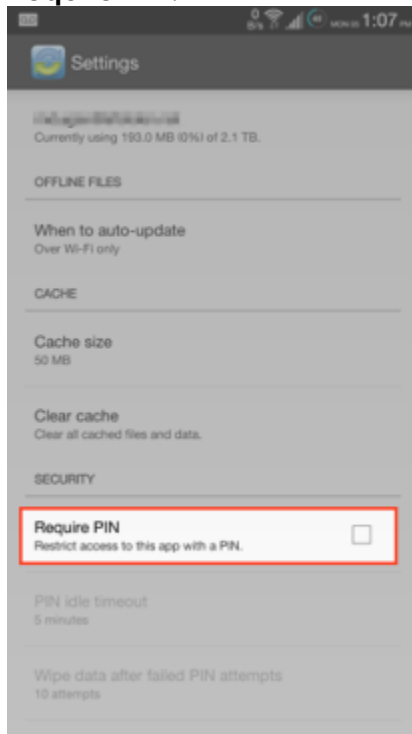 1:07
Settings
Currently using 193.0 MB (0%) of 2.1 TB.
OFFLINE FILES
When to auto-update
Over Wi-Fi only
CACHE
Cache size
50 MB
Clear cache
Clear all cached files and data.
SECURITY
Require PIN
Restrict access to this app with a PIN.
PIN idle timeout
5 minutes
Wipe data after failed PIN attempts
10 attempts